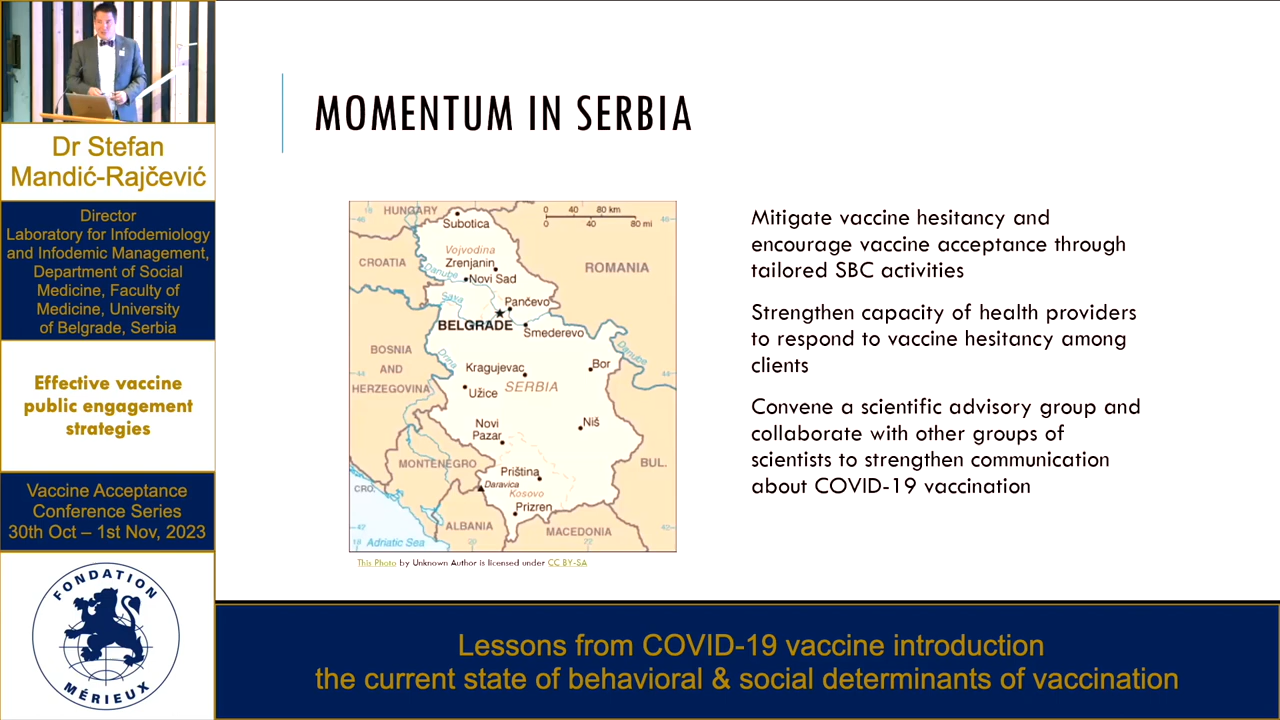 Dr Stefan
Mandić-Rajčević
Director
Laboratory for Infodemiology
and Infodemic Management,
Department of Social
Medicine, Faculty of
Medicine, University
of Belgrade, Serbia
Effective vaccine
public engagement
strategies
Vaccine Acceptance
Conference Series
30th Oct – 1st Nov, 2023
FONDATION
MÉRIEUX
MOMENTUM IN SERBIA
HUNGARY
0 40 80 km
0 40 80 mi
Subotica
Vojvodina
CROATIA
Zrenjanin
ROMANIA
Danube
Novi Sad
Sava
Pančevo
BELGRADE
Smederevo
Drina
Danube
BOSNIA
AND
HERZEGOVINA
Kragujevac
Bor
SERBIA
Užice
Novi
Pazar
Niš
MONTENEGRO
BUL.
Priština
Daravica
Kosovo
CRO.
Prizren
ALBANIA
MACEDONIA
Adriatic Sea
This Photo by Unknown Author is licensed under CC BY-SA
Mitigate vaccine hesitancy and
encourage vaccine acceptance through
tailored SBC activities
Strengthen capacity of health providers
to respond to vaccine hesitancy among
clients
Convene a scientific advisory group and
collaborate with other groups of
scientists to strengthen communication
about COVID-19 vaccination
Lessons from COVID-19 vaccine introduction
the current state of behavioral & social determinants of vaccination